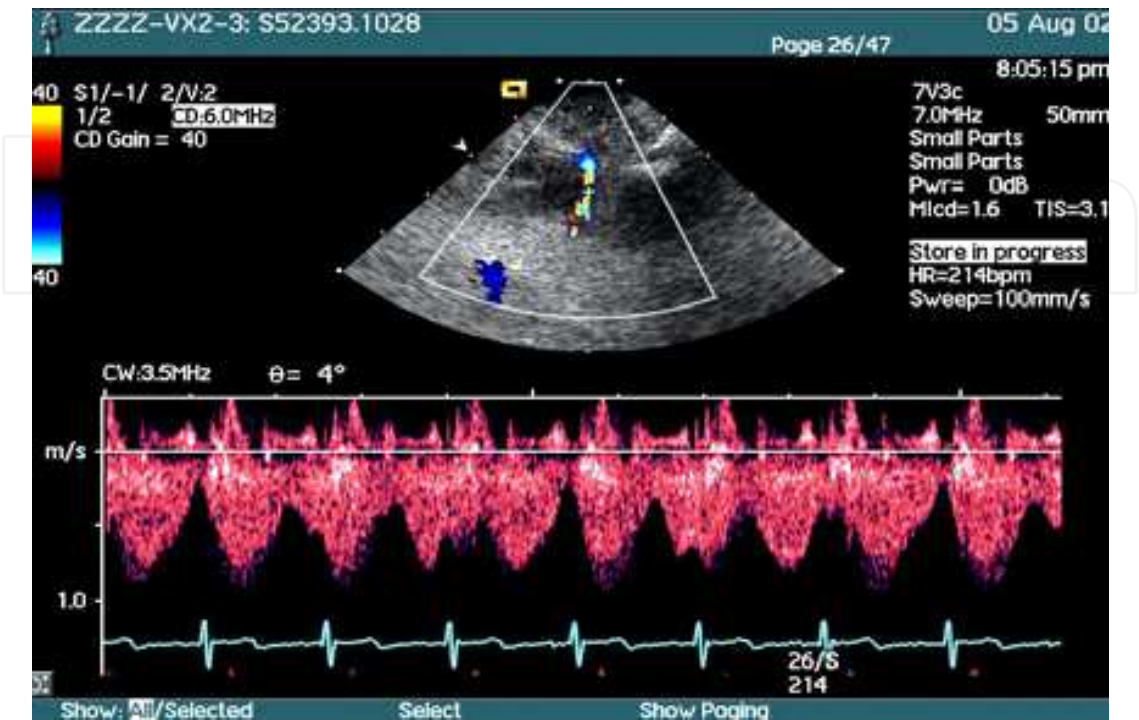 ZZZZ-VX2-3: S52393.1028
05 Aug 02
Page 26/47
8:05:15 pm
40 S1/-1/ 2/V:2
1/2 CD:6.0MHz
CD Gain = 40
40
7V3c
7.0MHz 50mm
Small Parts
Small Parts
Pwr= 0dB
MIcd=1.6 TIS=3.1
Store in progress
HR=214bpm
Sweep=100mm/s
CW:3.5MHz θ= 4°
m/s
1.0
26/S
214
Show: All/Selected Select Show Paging